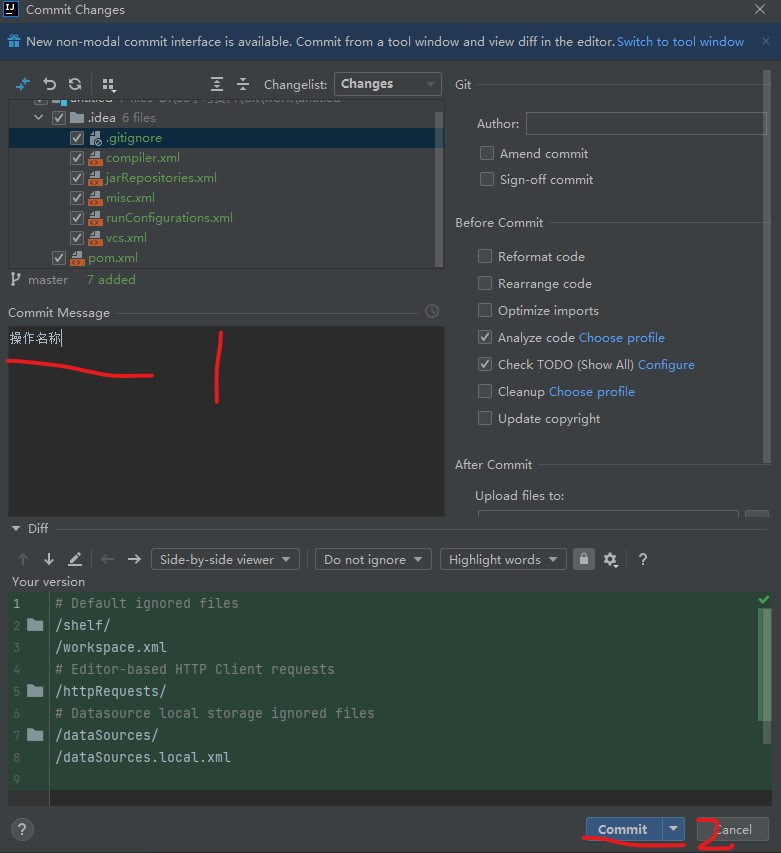 Commit Changes
New non-modal commit interface is available. Commit from a tool window and view diff in the editor. Switch to tool window
Changelist: Changes
.idea 6 files
.gitignore
compiler.xml
jarRepositories.xml
misc.xml
runConfigurations.xml
vcs.xml
pom.xml
master 7 added
Commit Message
操作名称
1
Git
Author:
Amend commit
Sign-off commit
Before Commit
Reformat code
Rearrange code
Optimize imports
Analyze code Choose profile
Check TODO (Show All) Configure
Cleanup Choose profile
Update copyright
After Commit
Upload files to:
Diff
Side-by-side viewer Do not ignore Highlight words ?
Your version
1 # Default ignored files
2 /shelf/
3 /workspace.xml
4 # Editor-based HTTP Client requests
5 /httpRequests/
6 # Datasource local storage ignored files
7 /dataSources/
8 /dataSources.local.xml
9
? Commit 2 Cancel